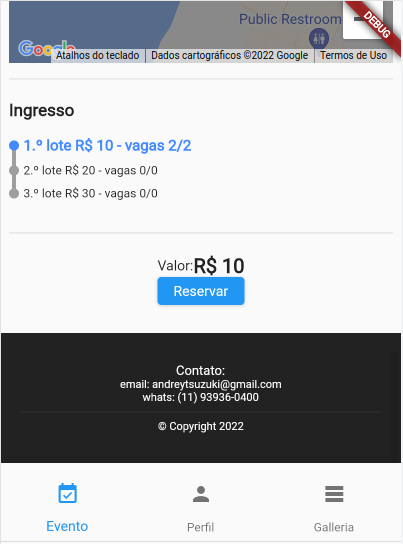 Public Restroom
DEBUG
Google
Atalhos do teclado
Dados cartográficos ©2022 Google
Termos de Uso
Ingresso
1.º lote R$ 10 - vagas 2/2
2.º lote R$ 20 - vagas 0/0
3.º lote R$ 30 - vagas 0/0
Valor:R$ 10
Reservar
Contato:
email: andreytsuzuki@gmail.com
whats: (11) 93936-0400
© Copyright 2022
Evento
Perfil
Galleria